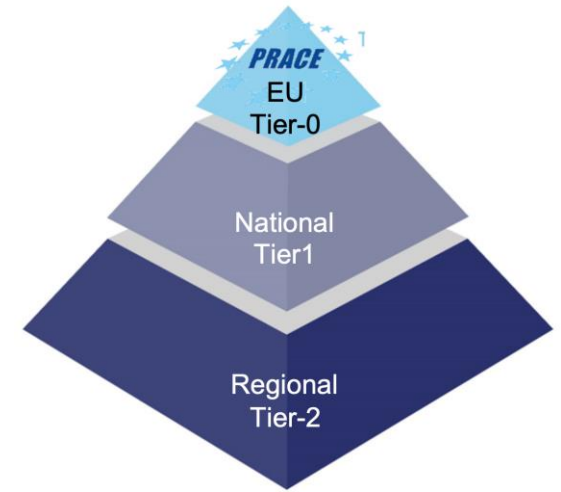 PRACE
EU
Tier-0
National
Tier1
Regional
Tier-2